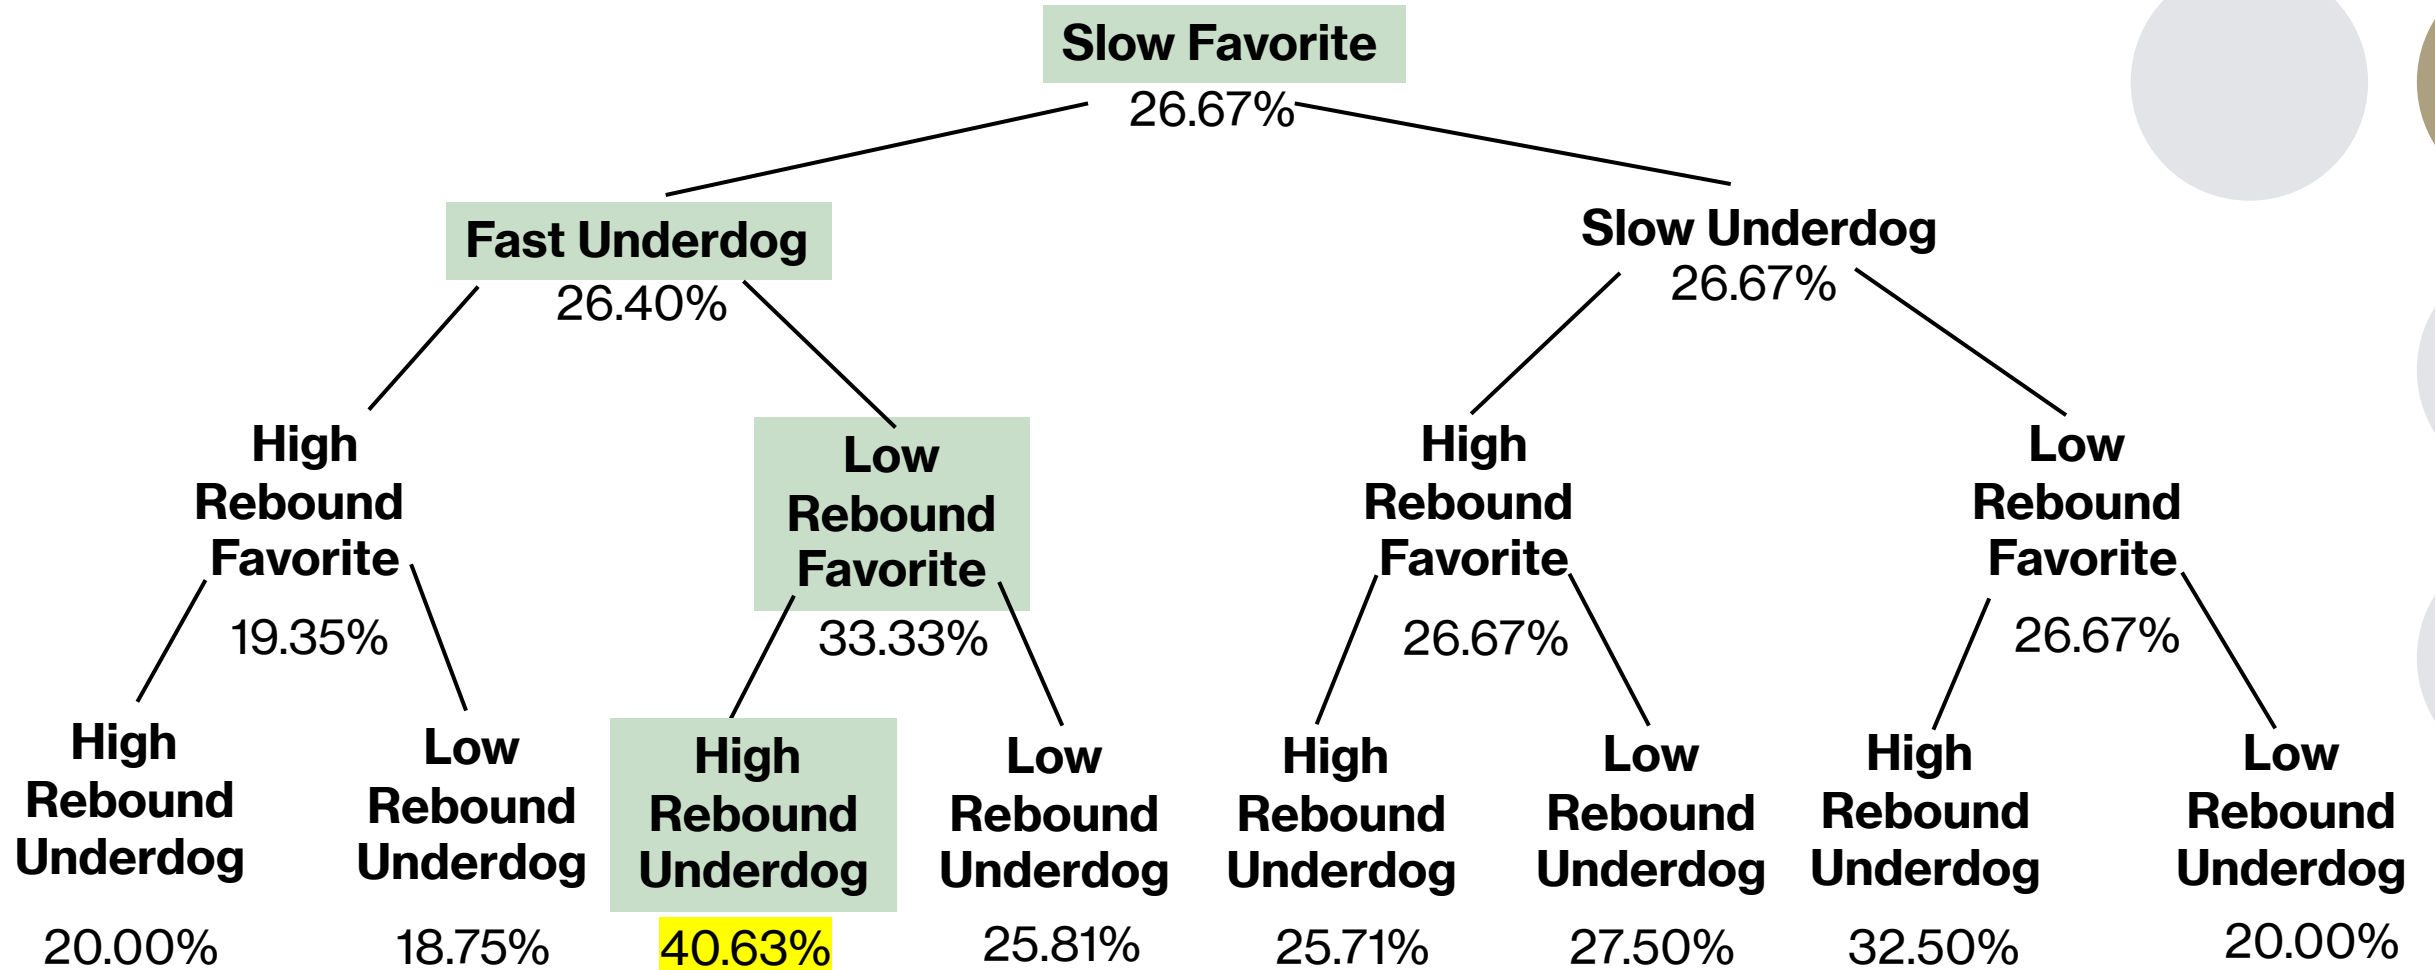 Slow Favorite
26.67%
Fast Underdog
26.40%
Slow Underdog
26.67%
High
Rebound
Favorite
19.35%
Low
Rebound
Favorite
33.33%
High
Rebound
Favorite
26.67%
Low
Rebound
Favorite
26.67%
High
Rebound
Underdog
20.00%
Low
Rebound
Underdog
18.75%
High
Rebound
Underdog
40.63%
Low
Rebound
Underdog
25.81%
High
Rebound
Underdog
25.71%
Low
Rebound
Underdog
27.50%
High
Rebound
Underdog
32.50%
Low
Rebound
Underdog
20.00%